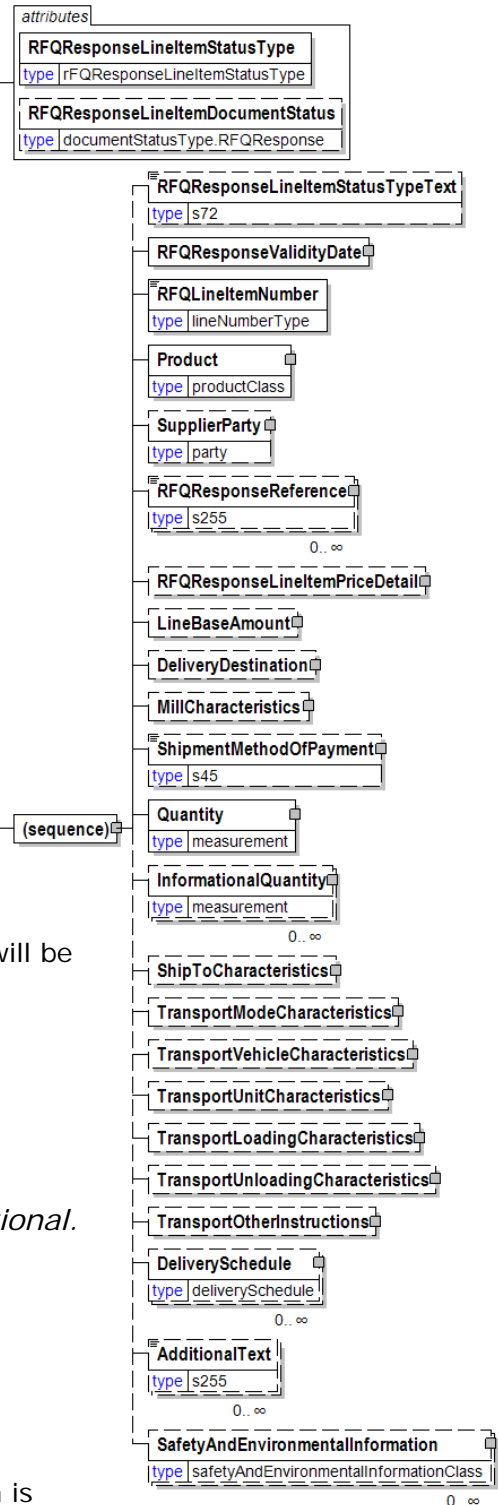 attributes
RFQResponseLineItemStatusType
type rFQResponseLineItemStatusType
RFQResponseLineItemDocumentStatus
type documentStatusType.RFQResponse
RFQResponseLineItemStatusTypeText
type s72
RFQResponseValidityDate
RFQLineItemNumber
type lineNumberType
Product
type productClass
SupplierParty
type party
RFQResponseReference
type s255
0.. ∞
RFQResponseLineItemPriceDetail
LineBaseAmount
DeliveryDestination
MillCharacteristics
ShipmentMethodOfPayment
type s45
(sequence)
Quantity
type measurement
InformationalQuantity
type measurement
0.. ∞
will be
ShipToCharacteristics
TransportModeCharacteristics
TransportVehicleCharacteristics
TransportUnitCharacteristics
TransportLoadingCharacteristics
TransportUnloadingCharacteristics
tional.
TransportOtherInstructions
DeliverySchedule
type deliverySchedule
0.. ∞
AdditionalText
type s255
0.. ∞
SafetyAndEnvironmentalInformation
type safetyAndEnvironmentalInformationClass
is
0.. ∞